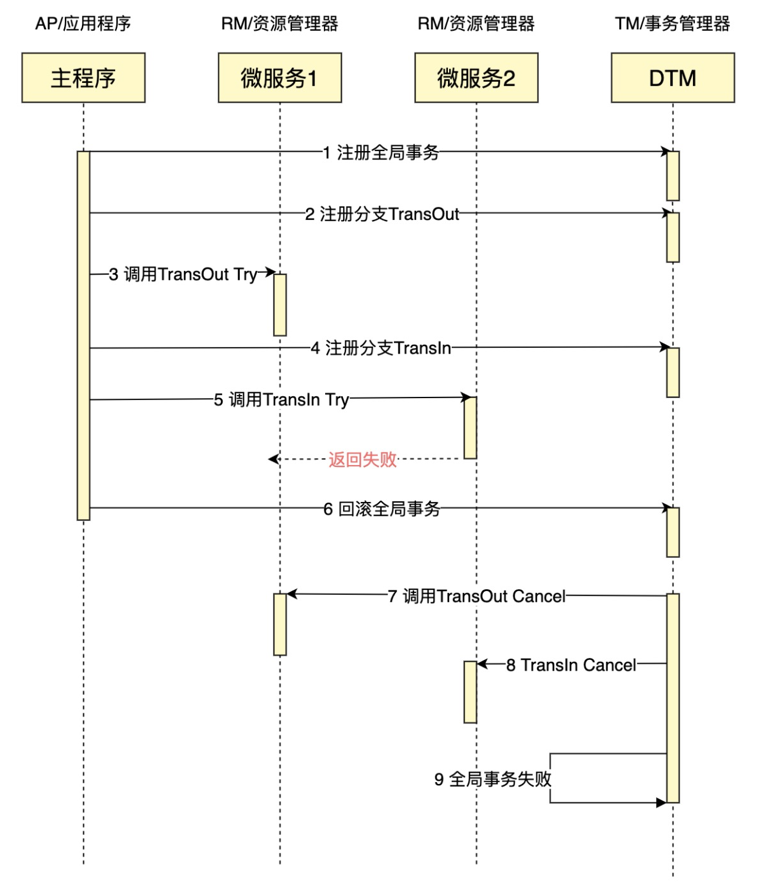 AP/应用程序
RM/资源管理器
RM/资源管理器
TM/事务管理器
主程序
微服务1
微服务2
DTM
1 注册全局事务
2 注册分支TransOut
3 调用TransOut Try
4 注册分支TransIn
5 调用TransIn Try
返回失败
6 回滚全局事务
7 调用TransOut Cancel
8 TransIn Cancel
9 全局事务失败